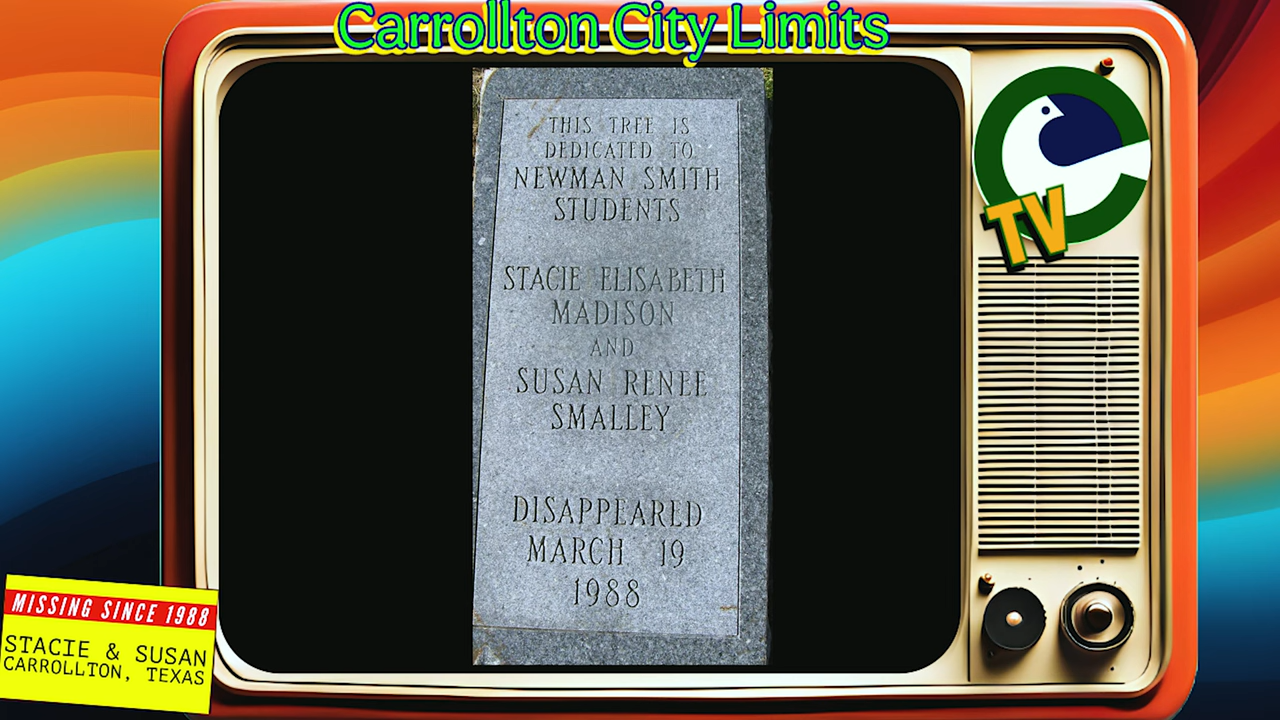 Carrollton City Limits
THIS TREE IS
DEDICATED TO
NEWMAN SMITH
STUDENTS
STACIE ELISABETH
MADISON
AND
SUSAN RENEE
SMALLEY
DISAPPEARED
MARCH 19
1988
TV
MISSING SINCE 1988
STACIE & SUSAN
CARROLLTON, TEXAS